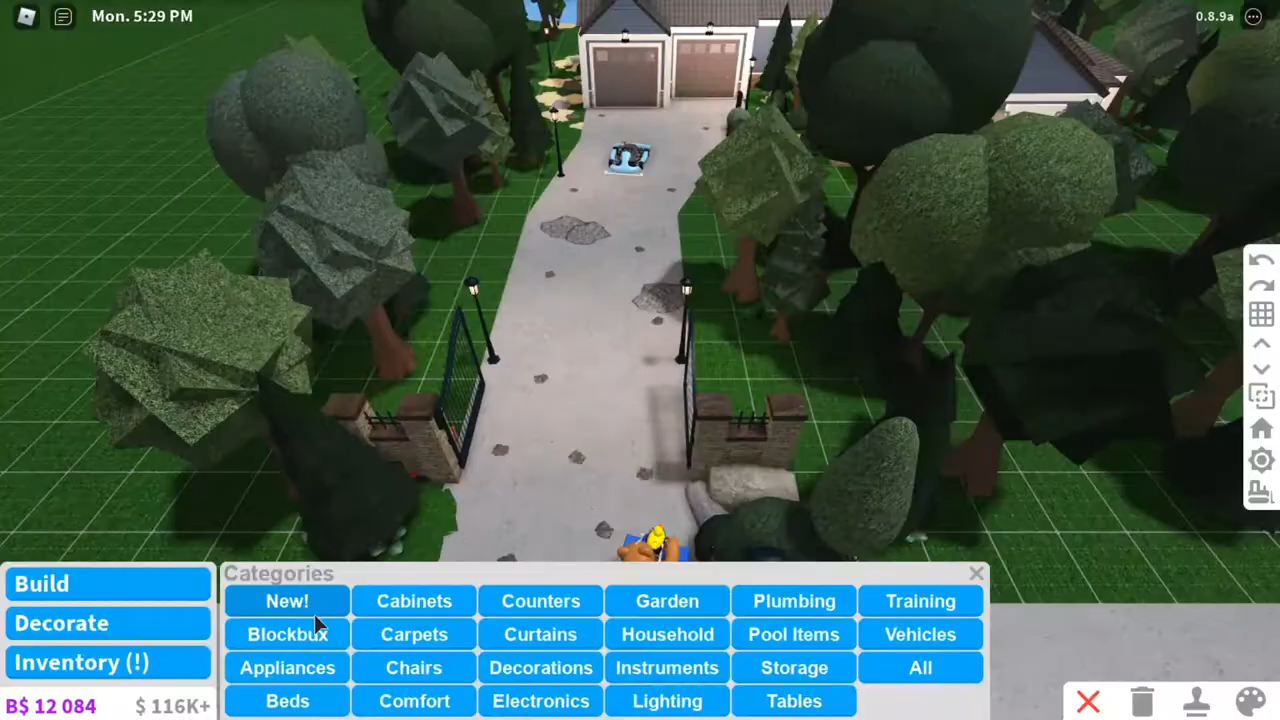 Mon. 5:29 PM
0.8.9a
Categories
Build
Decorate
Inventory (!)
B$ 12 084 $ 116K+
New! Cabinets Counters Garden Plumbing Training
Blockbux Carpets Curtains Household Pool Items Vehicles
Appliances Chairs Decorations Instruments Storage All
Beds Comfort Electronics Lighting Tables